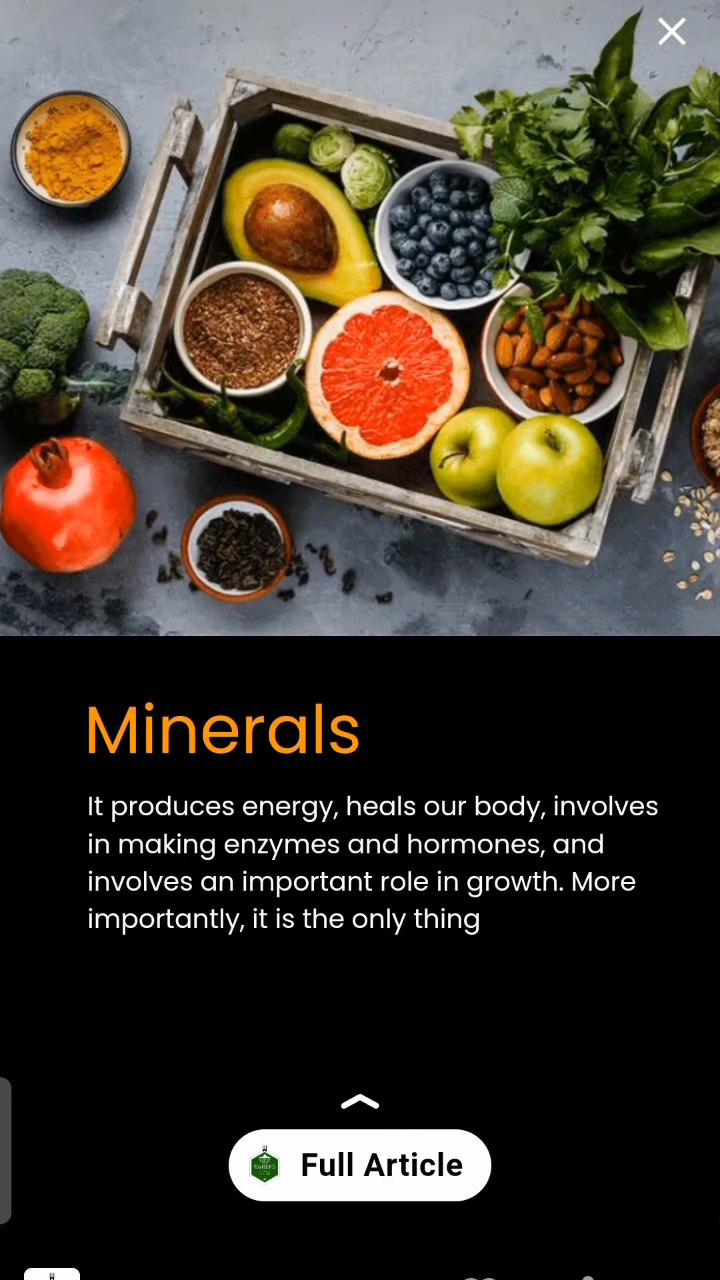 Minerals
It produces energy, heals our body, involves
in making enzymes and hormones, and
involves an important role in growth. More
importantly, it is the only thing
Full Article